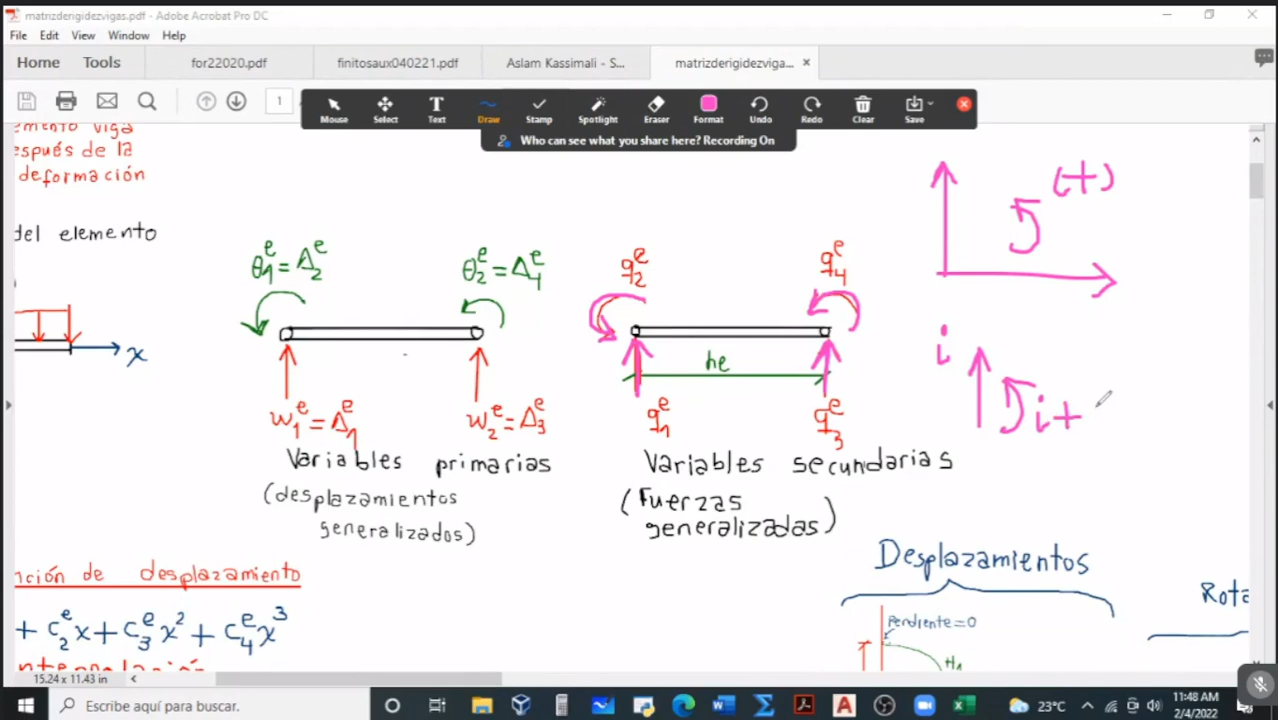 matrizderigidezvigas.pdf - Adobe Acrobat Pro DC
File Edit View Window Help
Home Tools for22020.pdf finitosaux040221.pdf Aslam Kassimali - S... matrizderigidezviga... ×
1
Mouse Select Text Draw Stamp Spotlight Eraser Format Undo Redo Clear Save
Who can see what you share here? Recording On
emento viga
espués de la
deformación
del elemento
x
θ₁ᵉ = Δ₂ᵉ
θ₂ᵉ = Δ₄ᵉ
w₁ᵉ = Δ₁ᵉ
w₂ᵉ = Δ₃ᵉ
Variables primarias
(desplazamientos
generalizados)
q₂ᵉ
q₄ᵉ
he
q₁ᵉ
q₃ᵉ
Variables secundarias
(Fuerzas
generalizadas)
(+)
i
i+
nción de desplazamiento
+ c₂ᵉx + c₃ᵉx² + c₄ᵉx³
Desplazamientos
Pendiente=0
H₁
Rota
15.24 x 11.43 in.
Escribe aquí para buscar.
23°C
11:48 AM
2/4/2022